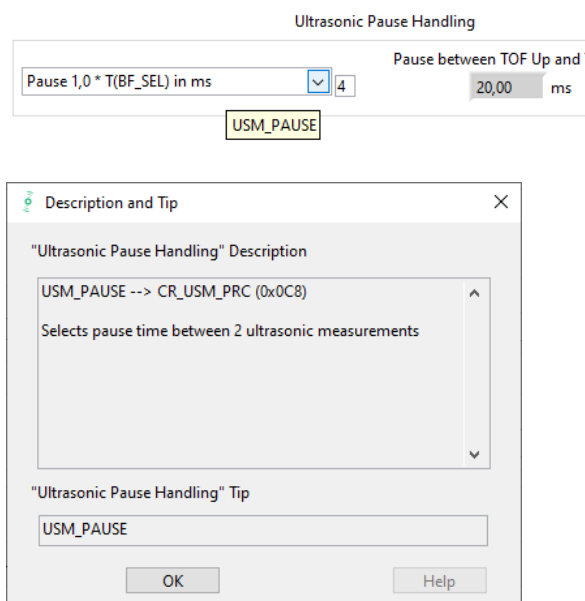 Ultrasonic Pause Handling
Pause between TOF Up and
Pause 1,0 * T(BF_SEL) in ms
4
20,00 ms
USM_PAUSE
Description and Tip
"Ultrasonic Pause Handling" Description
USM_PAUSE --> CR_USM_PRC (0x0C8)
Selects pause time between 2 ultrasonic measurements
"Ultrasonic Pause Handling" Tip
USM_PAUSE
OK
Help